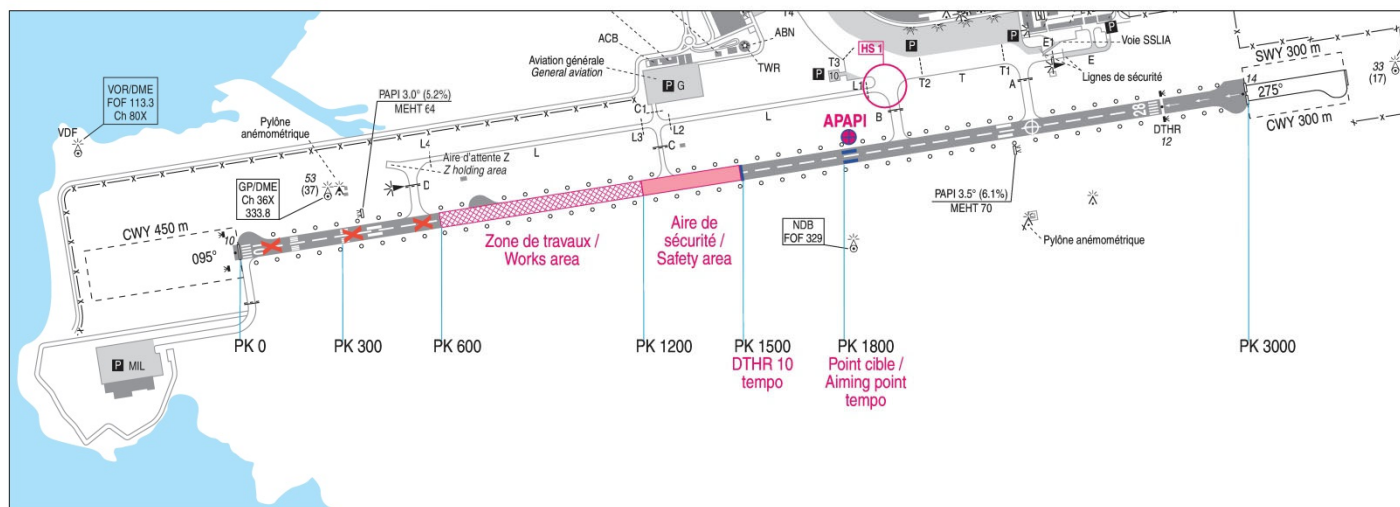 T4
ACB
ABN
TWR
Aviation générale
General aviation
P G
HS 1
T3
P
10
P
T2
T
T1
P
E1
E
P
Voie SSLIA
Lignes de sécurité
SWY 300 m
33
(17)
14
275°
CWY 300 m
VOR/DME
FOF 113.3
Ch 80X
VDF
PAPI 3.0° (5.2%)
MEHT 64
Pylône
anémométrique
53
(37)
GP/DME
Ch 36X
333.8
L4
Aire d'attente Z
Z holding area
L
D
C1
L2
L3
C
L
L1
B
A
APAPI
28
DTHR
12
PAPI 3.5° (6.1%)
MEHT 70
Pylône anémométrique
NDB
FOF 329
CWY 450 m
10
095°
Zone de travaux /
Works area
Aire de
sécurité /
Safety area
P MIL
PK 0
PK 300
PK 600
PK 1200
PK 1500
DTHR 10
tempo
PK 1800
Point cible /
Aiming point
tempo
PK 3000